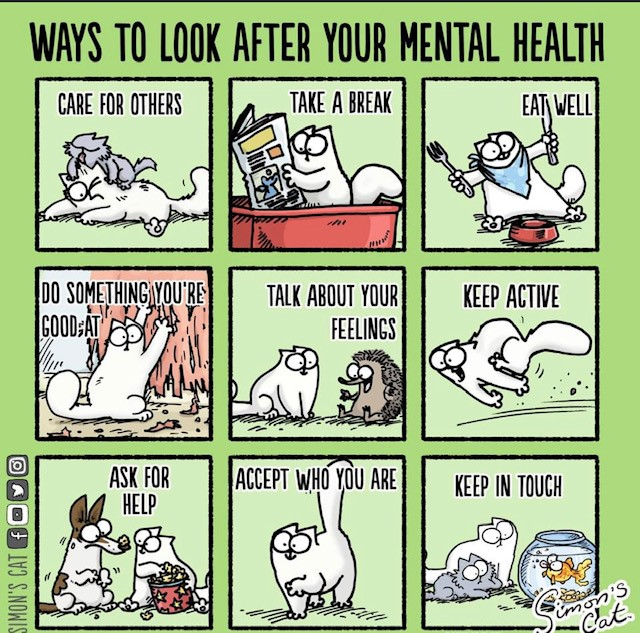 WAYS TO LOOK AFTER YOUR MENTAL HEALTH
CARE FOR OTHERS
TAKE A BREAK
EAT WELL
DO SOMETHING YOU'RE
GOOD AT
TALK ABOUT YOUR
FEELINGS
KEEP ACTIVE
ASK FOR
HELP
ACCEPT WHO YOU ARE
KEEP IN TOUCH
SIMON'S CAT
Simon's
Cat